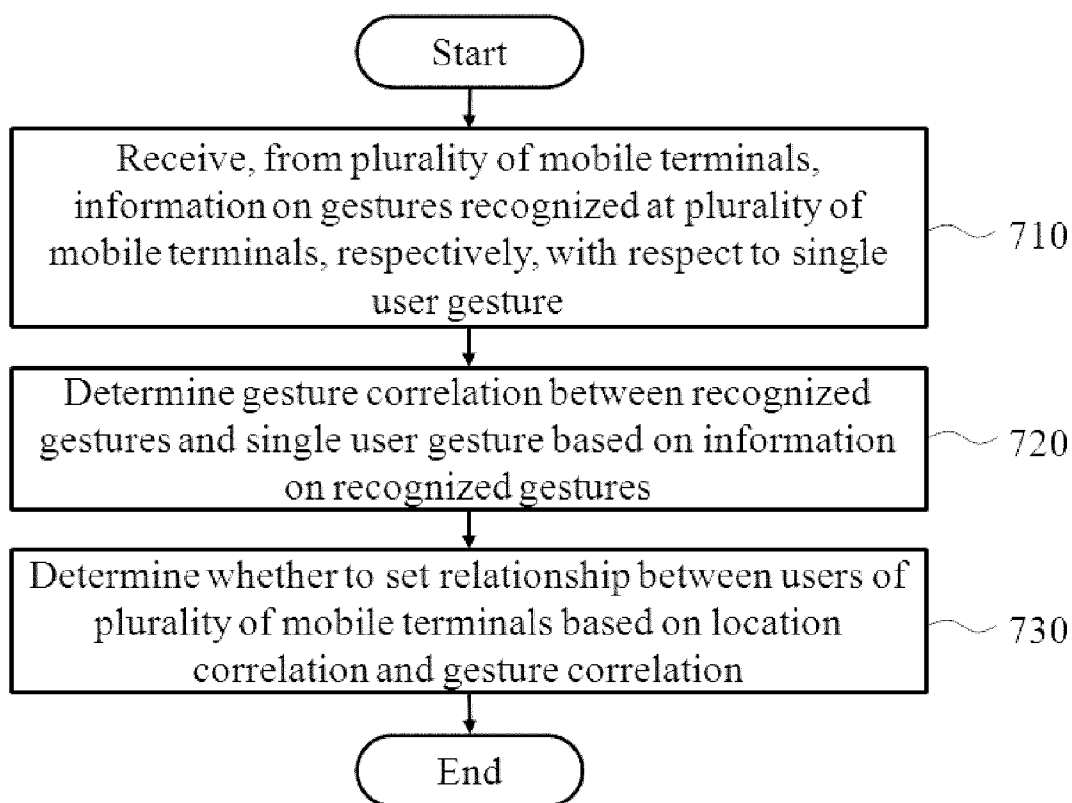 Start
Receive, from plurality of mobile terminals,
information on gestures recognized at plurality of
mobile terminals, respectively, with respect to single
user gesture
710
Determine gesture correlation between recognized
gestures and single user gesture based on information
on recognized gestures
720
Determine whether to set relationship between users of
plurality of mobile terminals based on location
correlation and gesture correlation
730
End